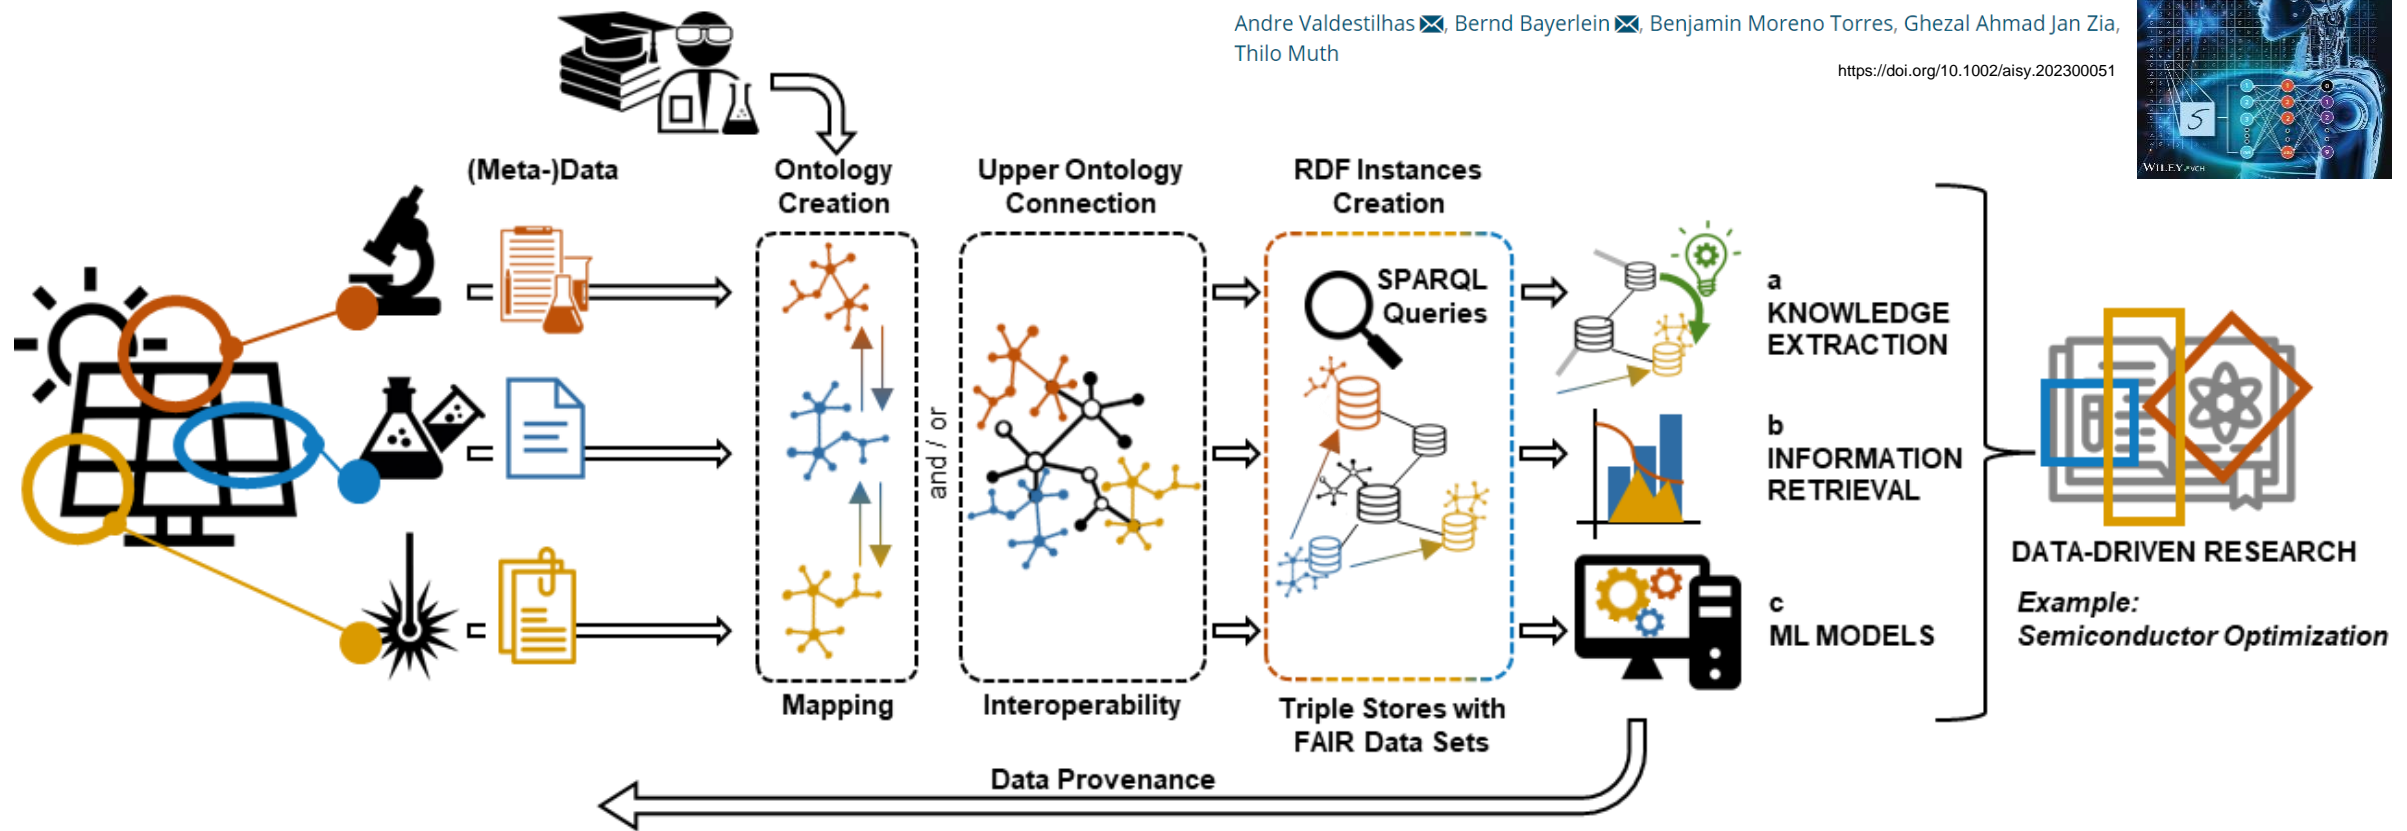 Andre Valdestilhas, Bernd Bayerlein, Benjamin Moreno Torres, Ghezal Ahmad Jan Zia,
Thilo Muth
https://doi.org/10.1002/aisy.202300051
WILEY-VCH
(Meta-)Data
Ontology
Creation
Upper Ontology
Connection
RDF Instances
Creation
SPARQL
Queries
and / or
a
KNOWLEDGE
EXTRACTION
b
INFORMATION
RETRIEVAL
c
ML MODELS
DATA-DRIVEN RESEARCH
Example:
Semiconductor Optimization
Mapping
Interoperability
Triple Stores with
FAIR Data Sets
Data Provenance